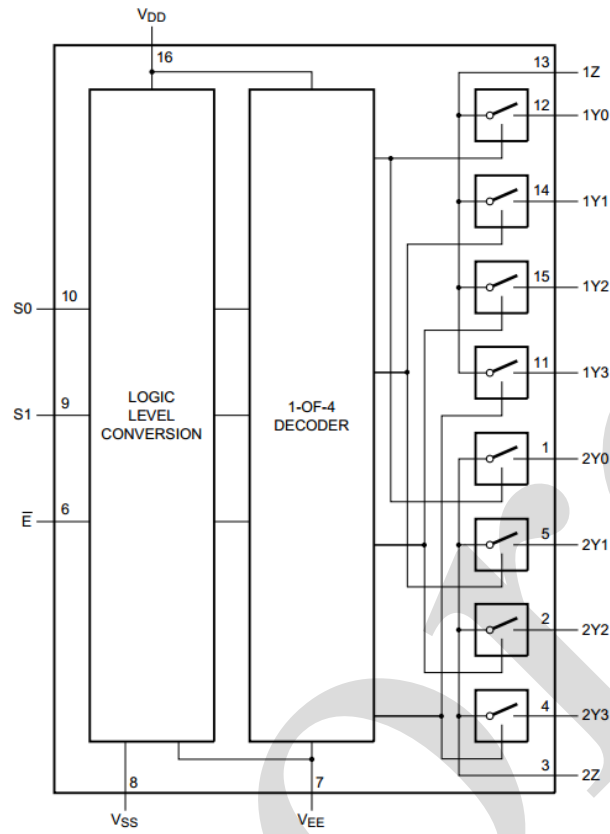 VDD
16
13 1Z
12 1Y0
14 1Y1
15 1Y2
S0 10
11 1Y3
S1 9
LOGIC
LEVEL
CONVERSION
1-OF-4
DECODER
1 2Y0
E̅ 6
5 2Y1
2 2Y2
4 2Y3
3 2Z
8
7
VSS
VEE